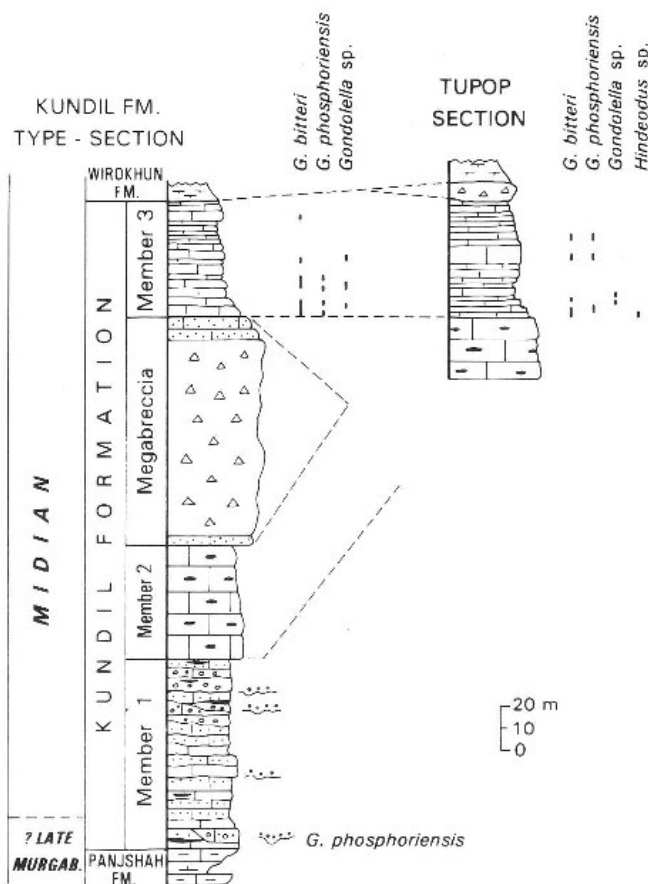 KUNDIL FM.
TYPE - SECTION
G. bitteri
G. phosphoriensis
Gondolella sp.
TUPOP
SECTION
G. bitteri
G. phosphoriensis
Gondolella sp.
Hindeodus sp.
WIROKHUN
FM.
MIDIAN
KUNDIL FORMATION
Member 3
Megabreccia
Member 2
Member 1
20 m
10
0
? LATE
MURGAB.
PANJSHAH
FM.
G. phosphoriensis